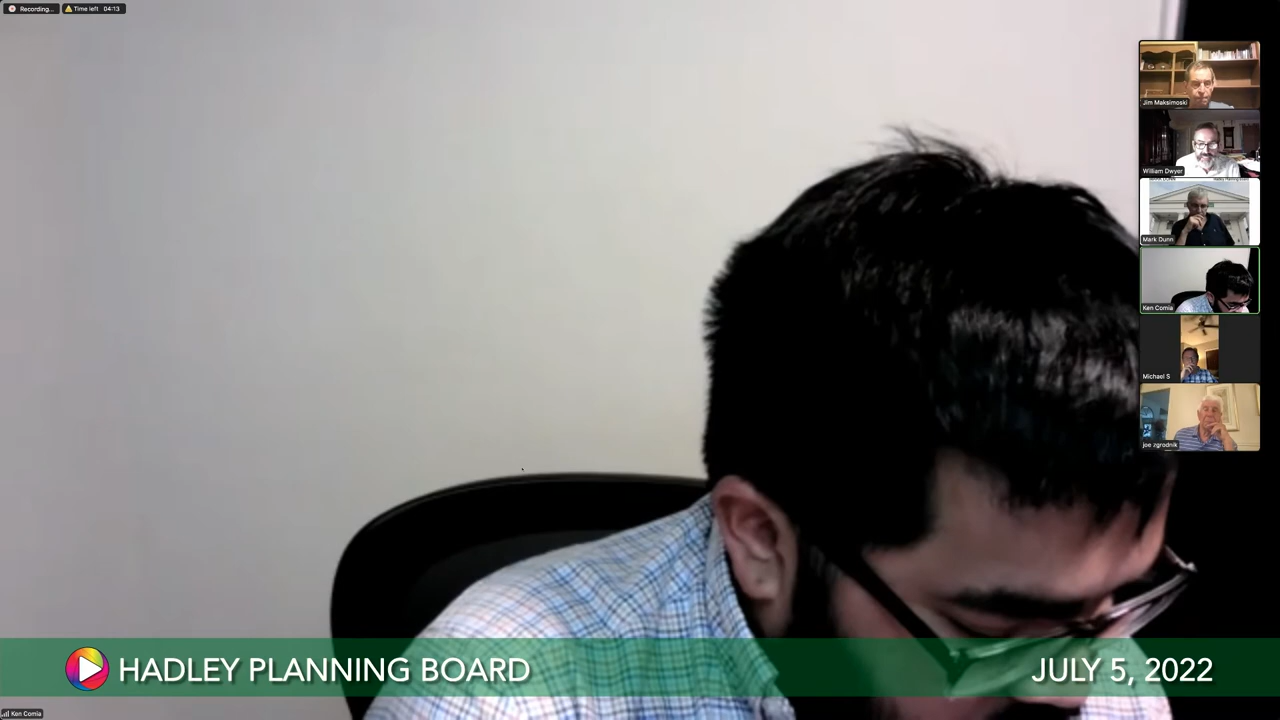 Recording...
Time left 04:13
Jim Maksimoski
William Dwyer
Mark Dunn
Ken Comia
Michael S
joe zgrodnik
HADLEY PLANNING BOARD
JULY 5, 2022
Ken Comia